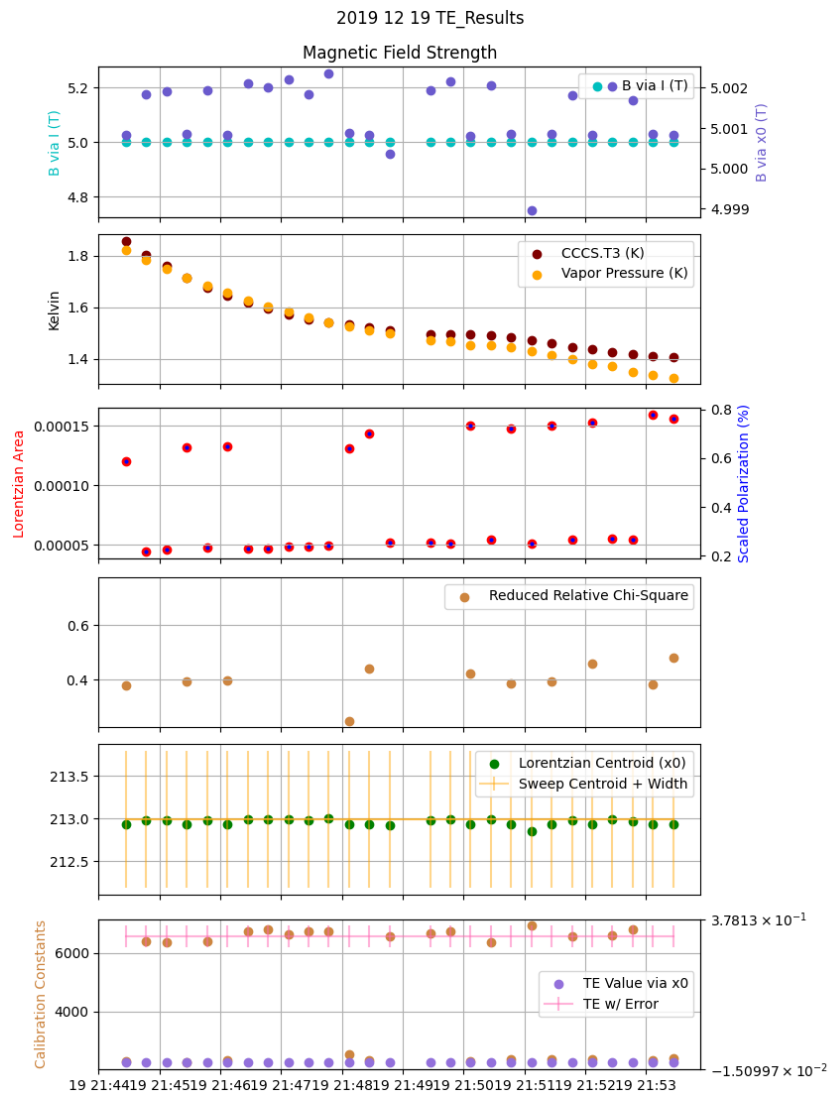 2019 12 19 TE_Results
Magnetic Field Strength
B via I (T)
5.2
5.0
4.8
B via I (T)
5.002
5.001
5.000
4.999
B via x0 (T)
Kelvin
1.8
1.6
1.4
CCCS.T3 (K)
Vapor Pressure (K)
Lorentzian Area
0.00015
0.00010
0.00005
0.8
0.6
0.4
0.2
Scaled Polarization (%)
0.6
0.4
Reduced Relative Chi-Square
213.5
213.0
212.5
Lorentzian Centroid (x0)
Sweep Centroid + Width
Calibration Constants
6000
4000
TE Value via x0
TE w/ Error
3.7813 × 10⁻¹
−1.50997 × 10⁻²
19 21:4419 21:4519 21:4619 21:4719 21:4819 21:4919 21:5019 21:5119 21:5219 21:53